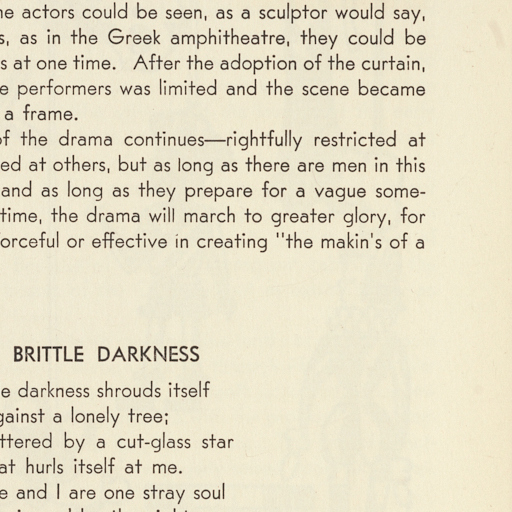 ne actors could be seen, as a sculptor would say,
s, as in the Greek amphitheatre, they could be
s at one time. After the adoption of the curtain,
e performers was limited and the scene became
a frame.
of the drama continues—rightfully restricted at
ed at others, but as long as there are men in this
and as long as they prepare for a vague some-
time, the drama will march to greater glory, for
orceful or effective in creating "the makin's of a
BRITTLE DARKNESS
e darkness shrouds itself
gainst a lonely tree;
ttered by a cut-glass star
at hurls itself at me.
e and I are one stray soul